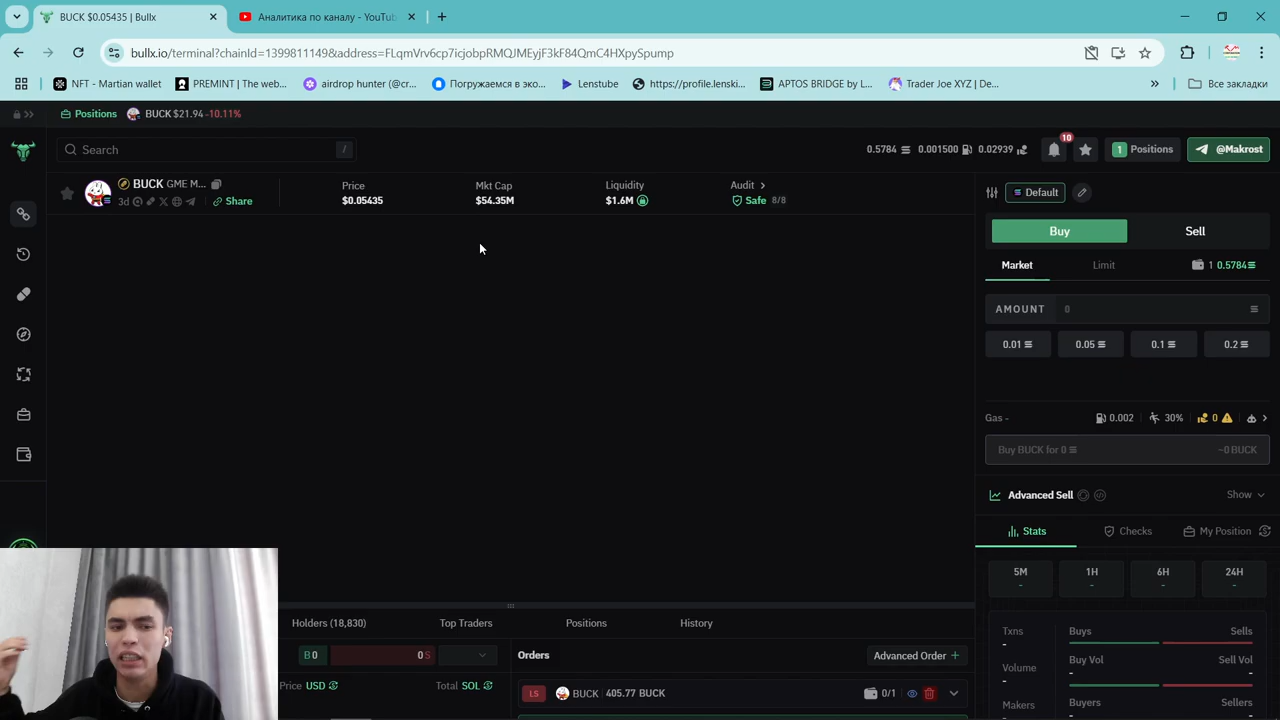 BUCK $0.05435 | Bullx
Аналитика по каналу - YouTub
bullx.io/terminal?chainId=1399811149&address=FLqmVrv6cp7icjobpRMQJMEyjF3kF84QmC4HXpySpump
NFT - Martian wallet
PREMINT | The web...
airdrop hunter (@cr...
Погружаемся в эко...
Lenstube
https://profile.lenski...
APTOS BRIDGE by L...
Trader Joe XYZ | De...
Все закладки
Positions
BUCK $21.94 -10.11%
Search /
0.5784
0.001500
0.02939
10
1 Positions
@Makrost
BUCK GME M...
3d
Share
Price
$0.05435
Mkt Cap
$54.35M
Liquidity
$1.6M
Audit
Safe 8/8
Default
Buy
Sell
Market
Limit
1 0.5784
AMOUNT 0
0.01
0.05
0.1
0.2
Gas -
0.002
30%
0
Buy BUCK for 0
~0 BUCK
Advanced Sell
Show
Stats
Checks
My Position
5M
-
1H
-
6H
-
24H
-
Holders (18,830)
Top Traders
Positions
History
B 0
0 S
Price USD
Total SOL
Orders
Advanced Order +
LS BUCK 405.77 BUCK
0/1
Txns
-
Buys
Sells
Volume
-
Buy Vol
-
Sell Vol
-
Makers
-
Buyers
-
Sellers
-